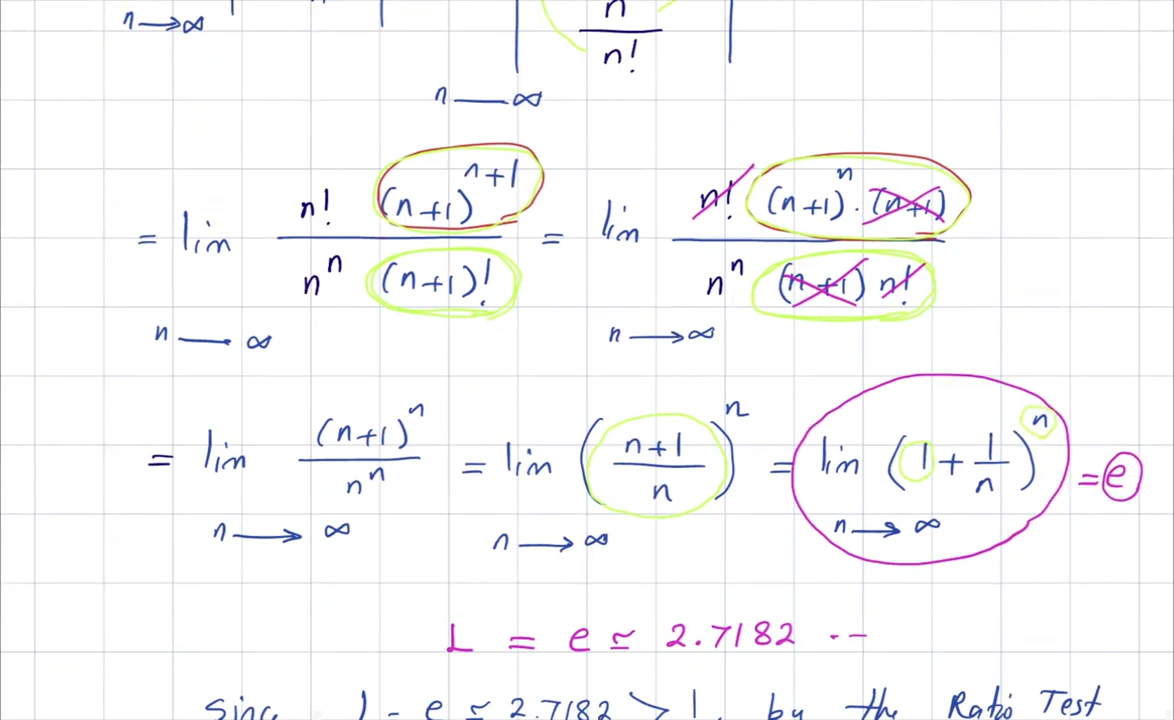 n
n→∞
n!
n — ∞
= lim n! (n+1)^(n+1) / n^n (n+1)! = lim n! (n+1)^n · (n+1) / n^n (n+1) n!
n — ∞ n → ∞
= lim (n+1)^n / n^n = lim ((n+1)/n)^n = lim (1 + 1/n)^n = e
n → ∞ n → ∞ n → ∞
L = e ≃ 2.7182 ··
Since L = e ≃ 2.7182 > 1, by the Ratio Test